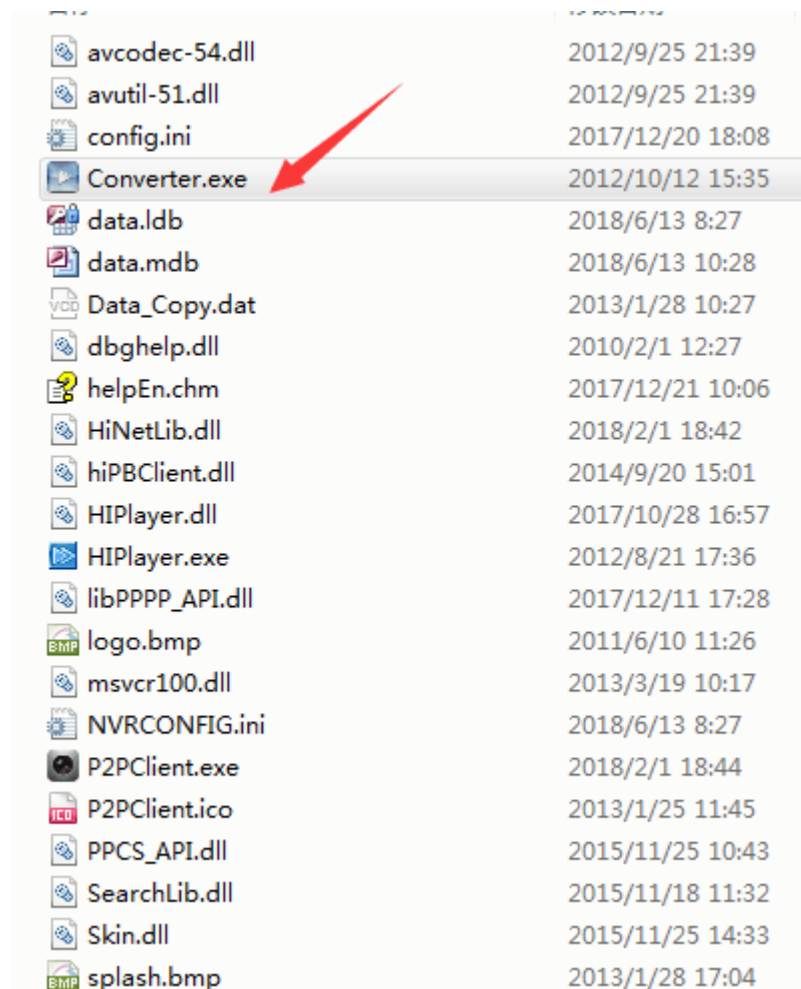 avcodec-54.dll 2012/9/25 21:39
avutil-51.dll 2012/9/25 21:39
config.ini 2017/12/20 18:08
Converter.exe 2012/10/12 15:35
data.ldb 2018/6/13 8:27
data.mdb 2018/6/13 10:28
VCD Data_Copy.dat 2013/1/28 10:27
dbghelp.dll 2010/2/1 12:27
helpEn.chm 2017/12/21 10:06
HiNetLib.dll 2018/2/1 18:42
hiPBClient.dll 2014/9/20 15:01
HIPlayer.dll 2017/10/28 16:57
HIPlayer.exe 2012/8/21 17:36
libPPPP_API.dll 2017/12/11 17:28
BMP logo.bmp 2011/6/10 11:26
msvcr100.dll 2013/3/19 10:17
NVRCONFIG.ini 2018/6/13 8:27
P2PClient.exe 2018/2/1 18:44
ICO P2PClient.ico 2013/1/25 11:45
PPCS_API.dll 2015/11/25 10:43
SearchLib.dll 2015/11/18 11:32
Skin.dll 2015/11/25 14:33
BMP splash.bmp 2013/1/28 17:04